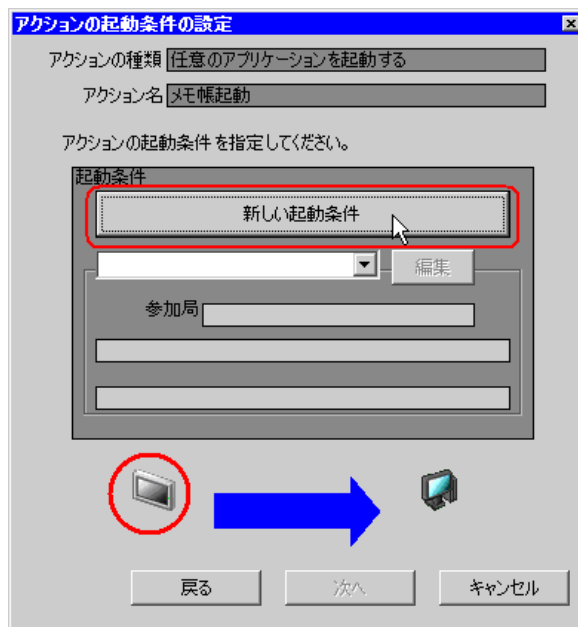 アクションの起動条件の設定
アクションの種類 任意のアプリケーションを起動する
アクション名 メモ帳起動
アクションの起動条件を指定してください。
起動条件
新しい起動条件
編集
参加局
戻る 次へ キャンセル